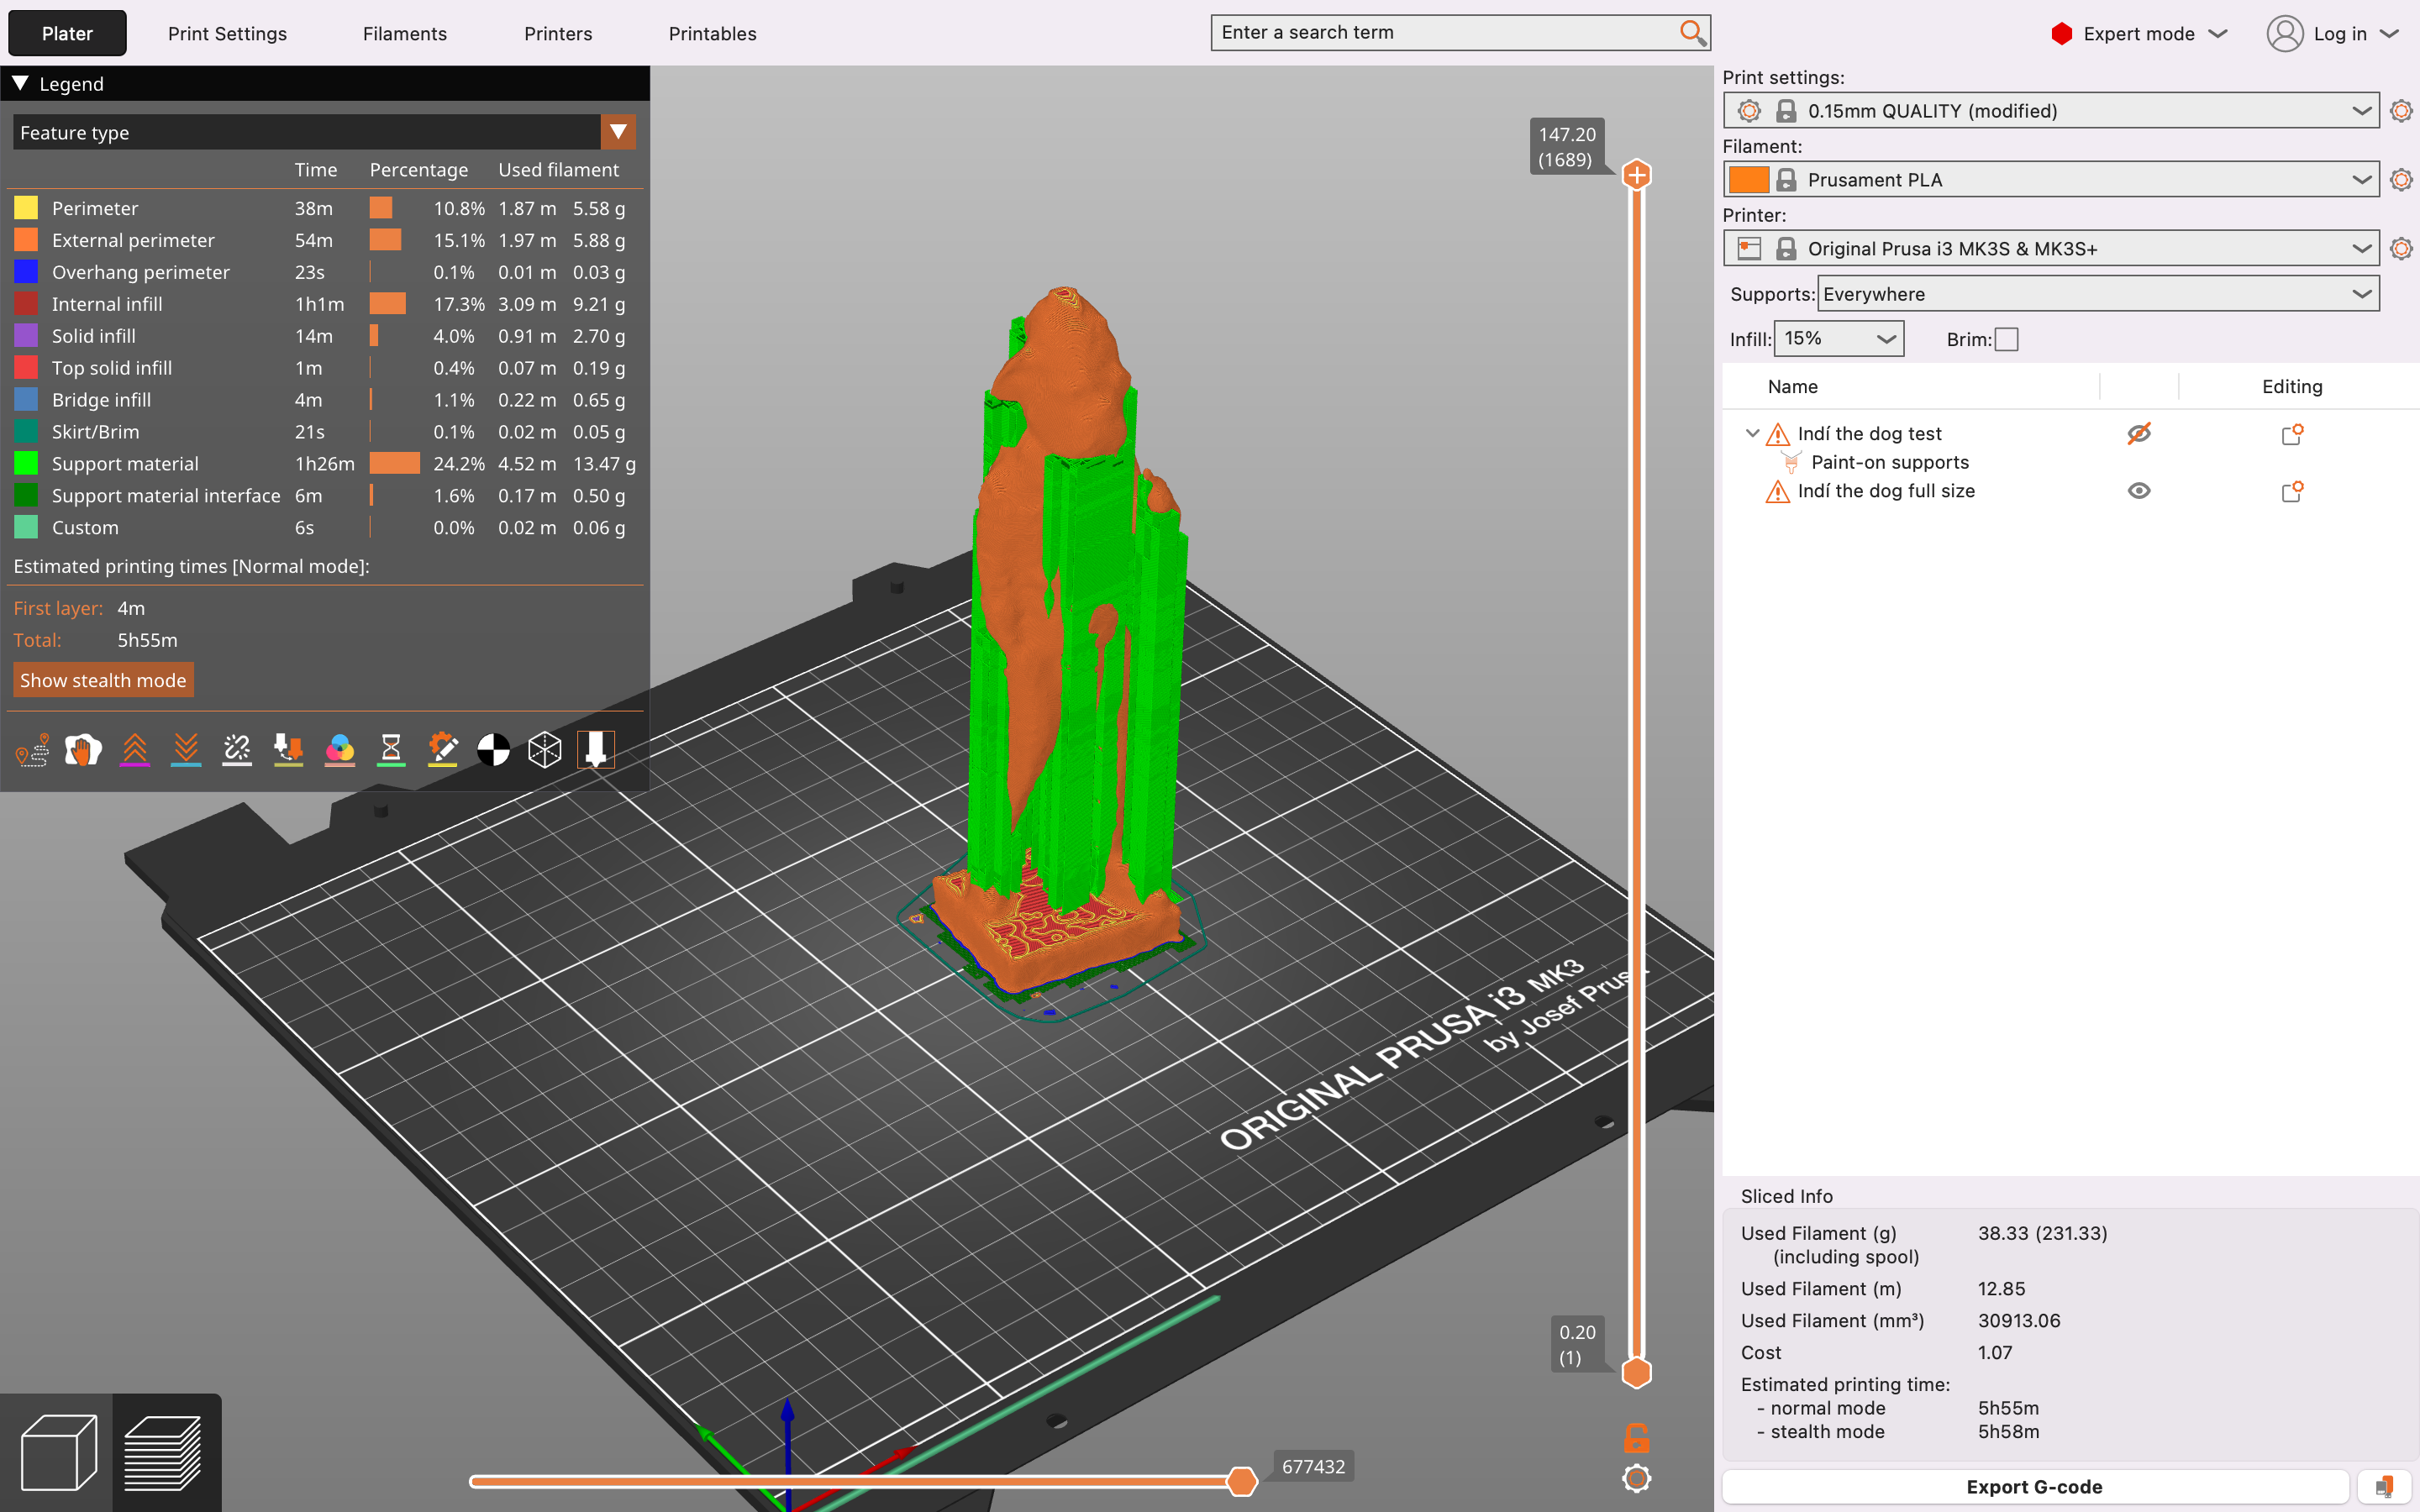 Plater Print Settings Filaments Printers Printables Enter a search term Expert mode Log in
Legend
Feature type
Time Percentage Used filament
Perimeter 38m 10.8% 1.87 m 5.58 g
External perimeter 54m 15.1% 1.97 m 5.88 g
Overhang perimeter 23s 0.1% 0.01 m 0.03 g
Internal infill 1h1m 17.3% 3.09 m 9.21 g
Solid infill 14m 4.0% 0.91 m 2.70 g
Top solid infill 1m 0.4% 0.07 m 0.19 g
Bridge infill 4m 1.1% 0.22 m 0.65 g
Skirt/Brim 21s 0.1% 0.02 m 0.05 g
Support material 1h26m 24.2% 4.52 m 13.47 g
Support material interface 6m 1.6% 0.17 m 0.50 g
Custom 6s 0.0% 0.02 m 0.06 g
Estimated printing times [Normal mode]:
First layer: 4m
Total: 5h55m
Show stealth mode
147.20
(1689)
ORIGINAL PRUSA i3 MK3
by Josef
0.20
(1)
677432
Print settings:
0.15mm QUALITY (modified)
Filament:
Prusament PLA
Printer:
Original Prusa i3 MK3S & MK3S+
Supports: Everywhere
Infill: 15% Brim:
Name Editing
Indí the dog test
Paint-on supports
Indí the dog full size
Sliced Info
Used Filament (g) 38.33 (231.33)
(including spool)
Used Filament (m) 12.85
Used Filament (mm³) 30913.06
Cost 1.07
Estimated printing time:
- normal mode 5h55m
- stealth mode 5h58m
Export G-code